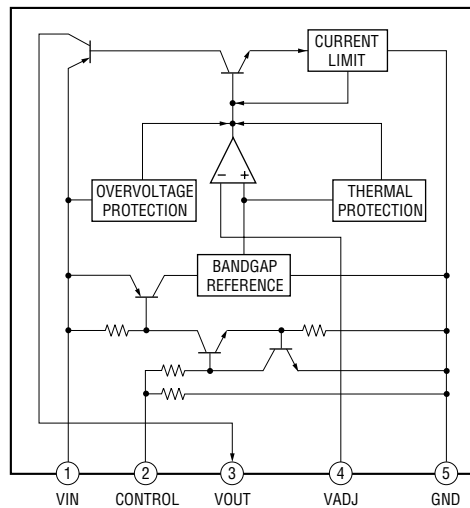 CURRENT
LIMIT
OVERVOLTAGE
PROTECTION
− +
THERMAL
PROTECTION
BANDGAP
REFERENCE
1 2 3 4 5
VIN CONTROL VOUT VADJ GND